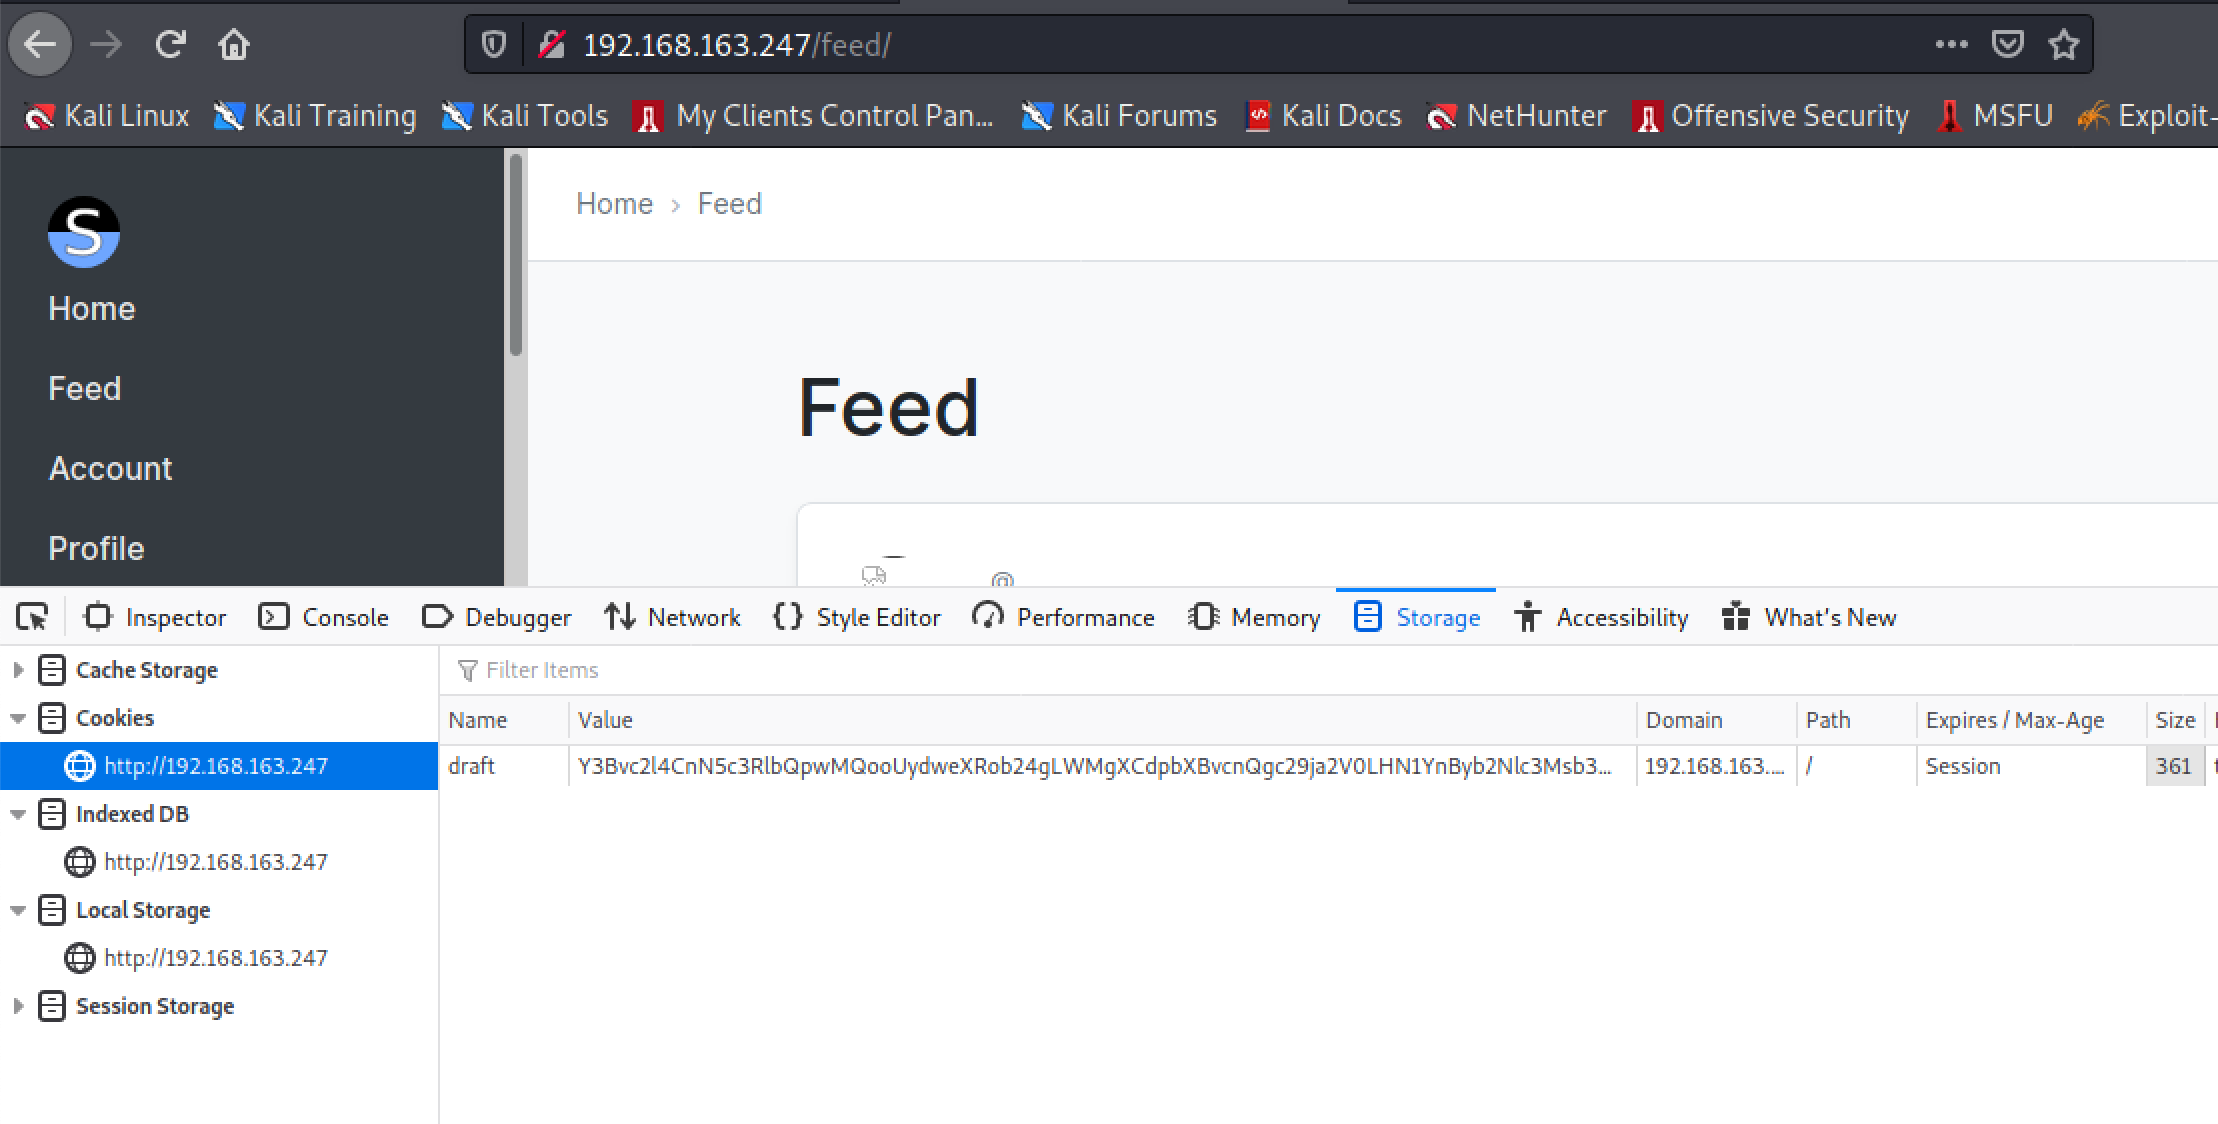 192.168.163.247/feed/
Kali Linux Kali Training Kali Tools My Clients Control Pan... Kali Forums Kali Docs NetHunter Offensive Security MSFU Exploit-
S
Home
Feed
Account
Profile
Home › Feed
Feed
@
Inspector Console Debugger Network Style Editor Performance Memory Storage Accessibility What's New
Cache Storage
Cookies
http://192.168.163.247
Indexed DB
http://192.168.163.247
Local Storage
http://192.168.163.247
Session Storage
Filter Items
Name Value Domain Path Expires / Max-Age Size
draft Y3Bvc2l4CnN5c3RlbQpwMQooUydweXRob24gLWMgXCdpbXBvcnQgc29ja2V0LHN1YnByb2Nlc3Msb3... 192.168.163.... / Session 361